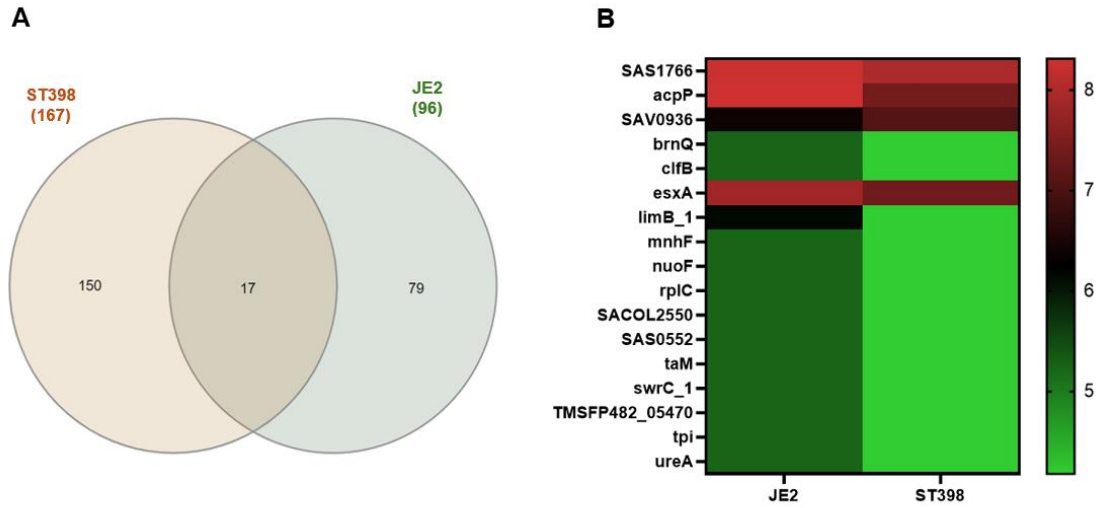 A
ST398
(167)
JE2
(96)
150
17
79
B
SAS1766
acpP
SAV0936
brnQ
clfB
esxA
limB_1
mnhF
nuoF
rplC
SACOL2550
SAS0552
taM
swrC_1
TMSFP482_05470
tpi
ureA
JE2
ST398
8
7
6
5